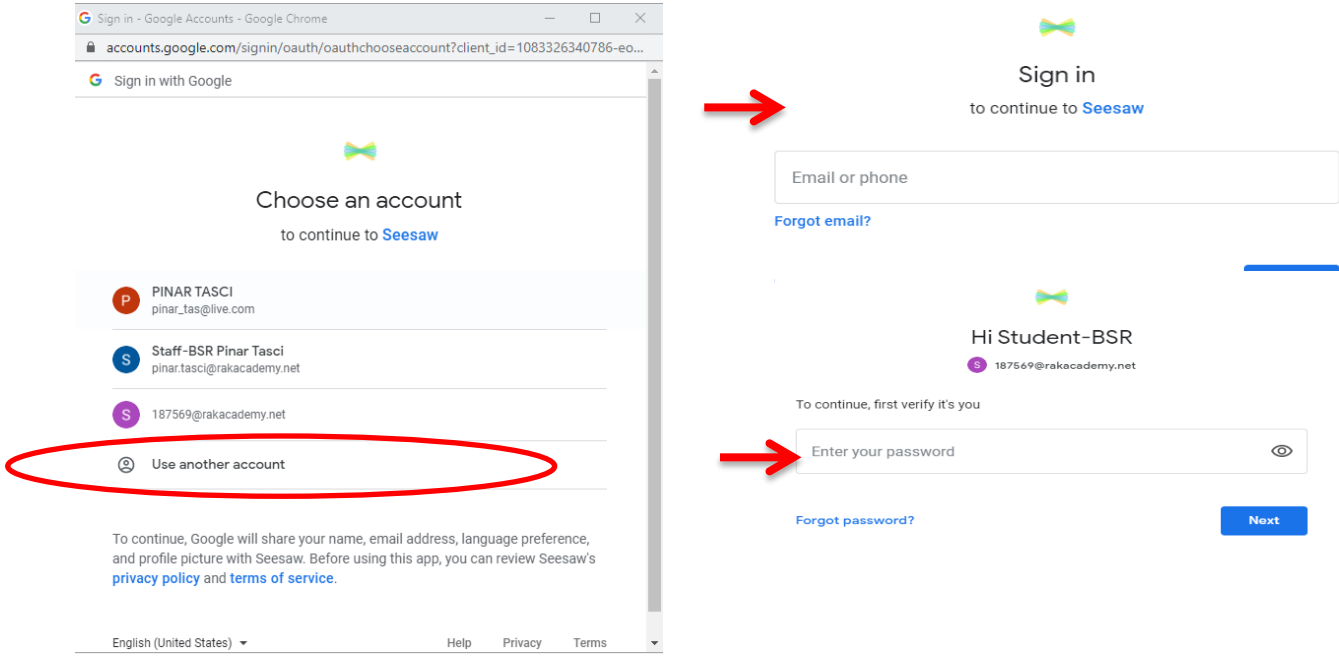 Sign in - Google Accounts - Google Chrome
accounts.google.com/signin/oauth/oauthchooseaccount?client_id=1083326340786-eo...
G Sign in with Google
Choose an account
to continue to Seesaw
P PINAR TASCI
pinar_tas@live.com
S Staff-BSR Pinar Tasci
pinar.tasci@rakacademy.net
S 187569@rakacademy.net
Use another account
To continue, Google will share your name, email address, language preference,
and profile picture with Seesaw. Before using this app, you can review Seesaw's
privacy policy and terms of service.
English (United States) Help Privacy Terms
Sign in
to continue to Seesaw
Email or phone
Forgot email?
Hi Student-BSR
S 187569@rakacademy.net
To continue, first verify it's you
Enter your password
Forgot password? Next